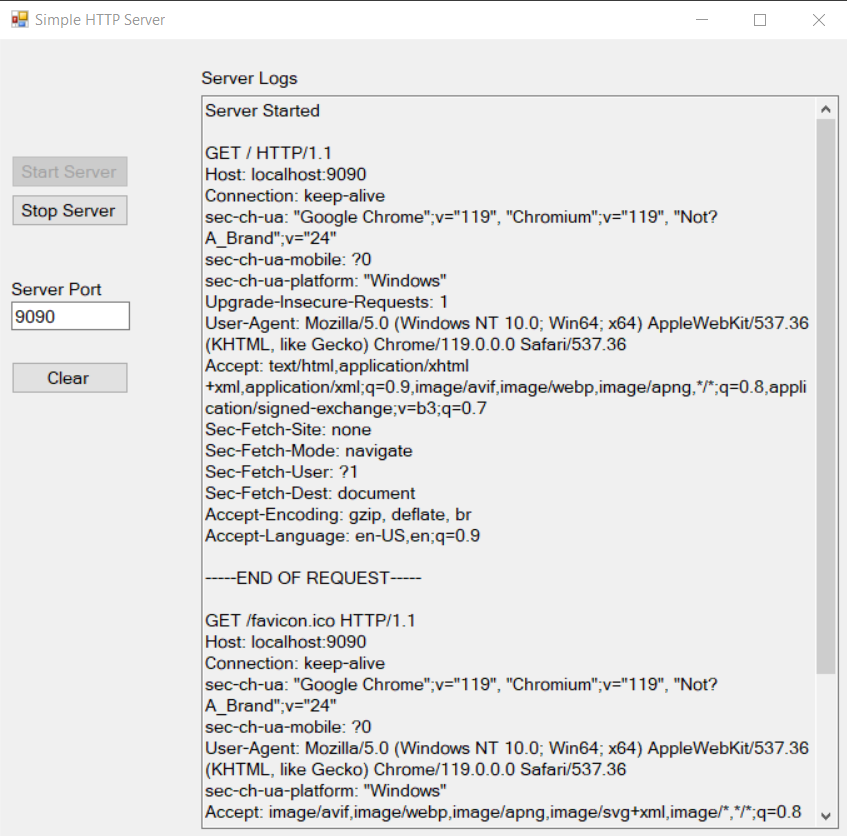 Simple HTTP Server
Server Logs
Start Server
Stop Server
Server Port
9090
Clear
Server Started
GET / HTTP/1.1
Host: localhost:9090
Connection: keep-alive
sec-ch-ua: "Google Chrome";v="119", "Chromium";v="119", "Not?
A_Brand";v="24"
sec-ch-ua-mobile: ?0
sec-ch-ua-platform: "Windows"
Upgrade-Insecure-Requests: 1
User-Agent: Mozilla/5.0 (Windows NT 10.0; Win64; x64) AppleWebKit/537.36
(KHTML, like Gecko) Chrome/119.0.0.0 Safari/537.36
Accept: text/html,application/xhtml
+xml,application/xml;q=0.9,image/avif,image/webp,image/apng,*/*;q=0.8,appli
cation/signed-exchange;v=b3;q=0.7
Sec-Fetch-Site: none
Sec-Fetch-Mode: navigate
Sec-Fetch-User: ?1
Sec-Fetch-Dest: document
Accept-Encoding: gzip, deflate, br
Accept-Language: en-US,en;q=0.9
-----END OF REQUEST-----
GET /favicon.ico HTTP/1.1
Host: localhost:9090
Connection: keep-alive
sec-ch-ua: "Google Chrome";v="119", "Chromium";v="119", "Not?
A_Brand";v="24"
sec-ch-ua-mobile: ?0
User-Agent: Mozilla/5.0 (Windows NT 10.0; Win64; x64) AppleWebKit/537.36
(KHTML, like Gecko) Chrome/119.0.0.0 Safari/537.36
sec-ch-ua-platform: "Windows"
Accept: image/avif,image/webp,image/apng,image/svg+xml,image/*,*/*;q=0.8